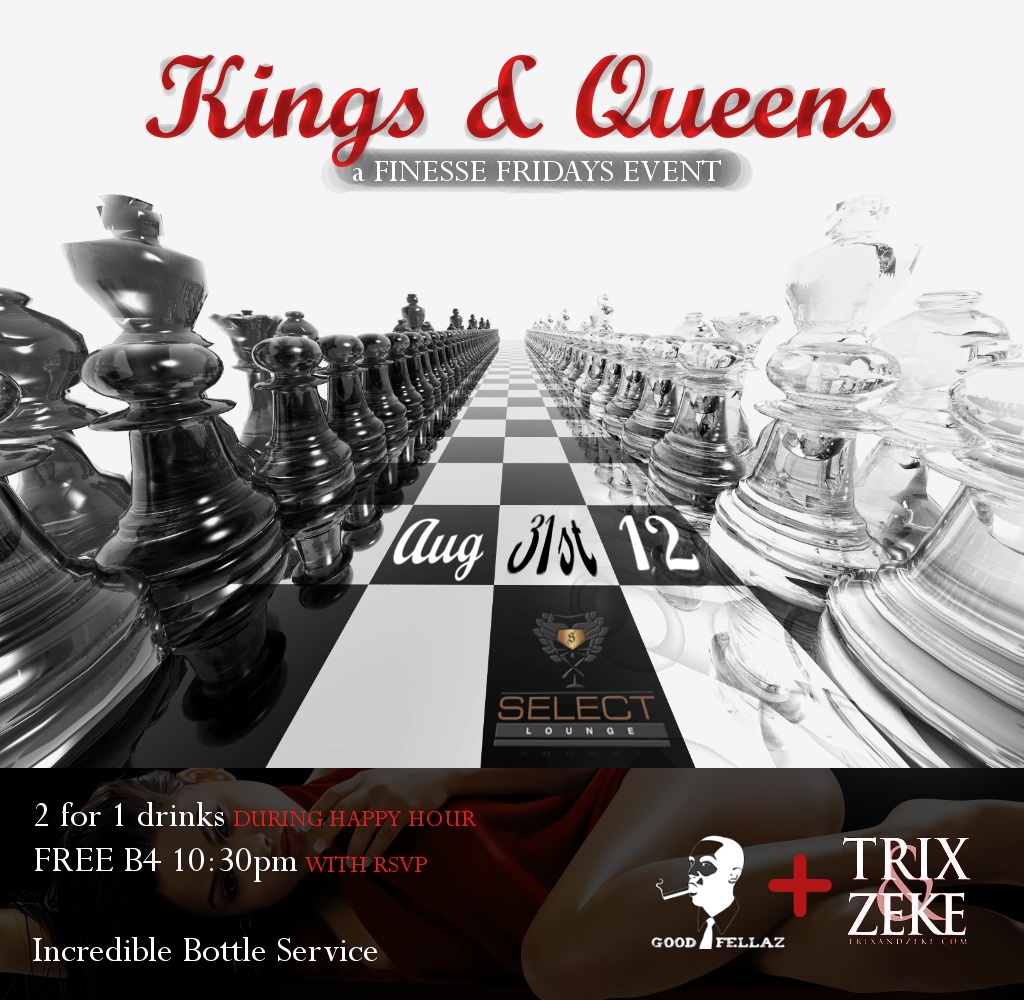 Kings & Queens
a FINESSE FRIDAYS EVENT
Aug 31st 12
S
SELECT
LOUNGE
2 for 1 drinks DURING HAPPY HOUR
FREE B4 10:30pm WITH RSVP
Incredible Bottle Service
GOOD FELLAZ
+
TRIX
&
ZEKE
TRIXANDZEKE.COM